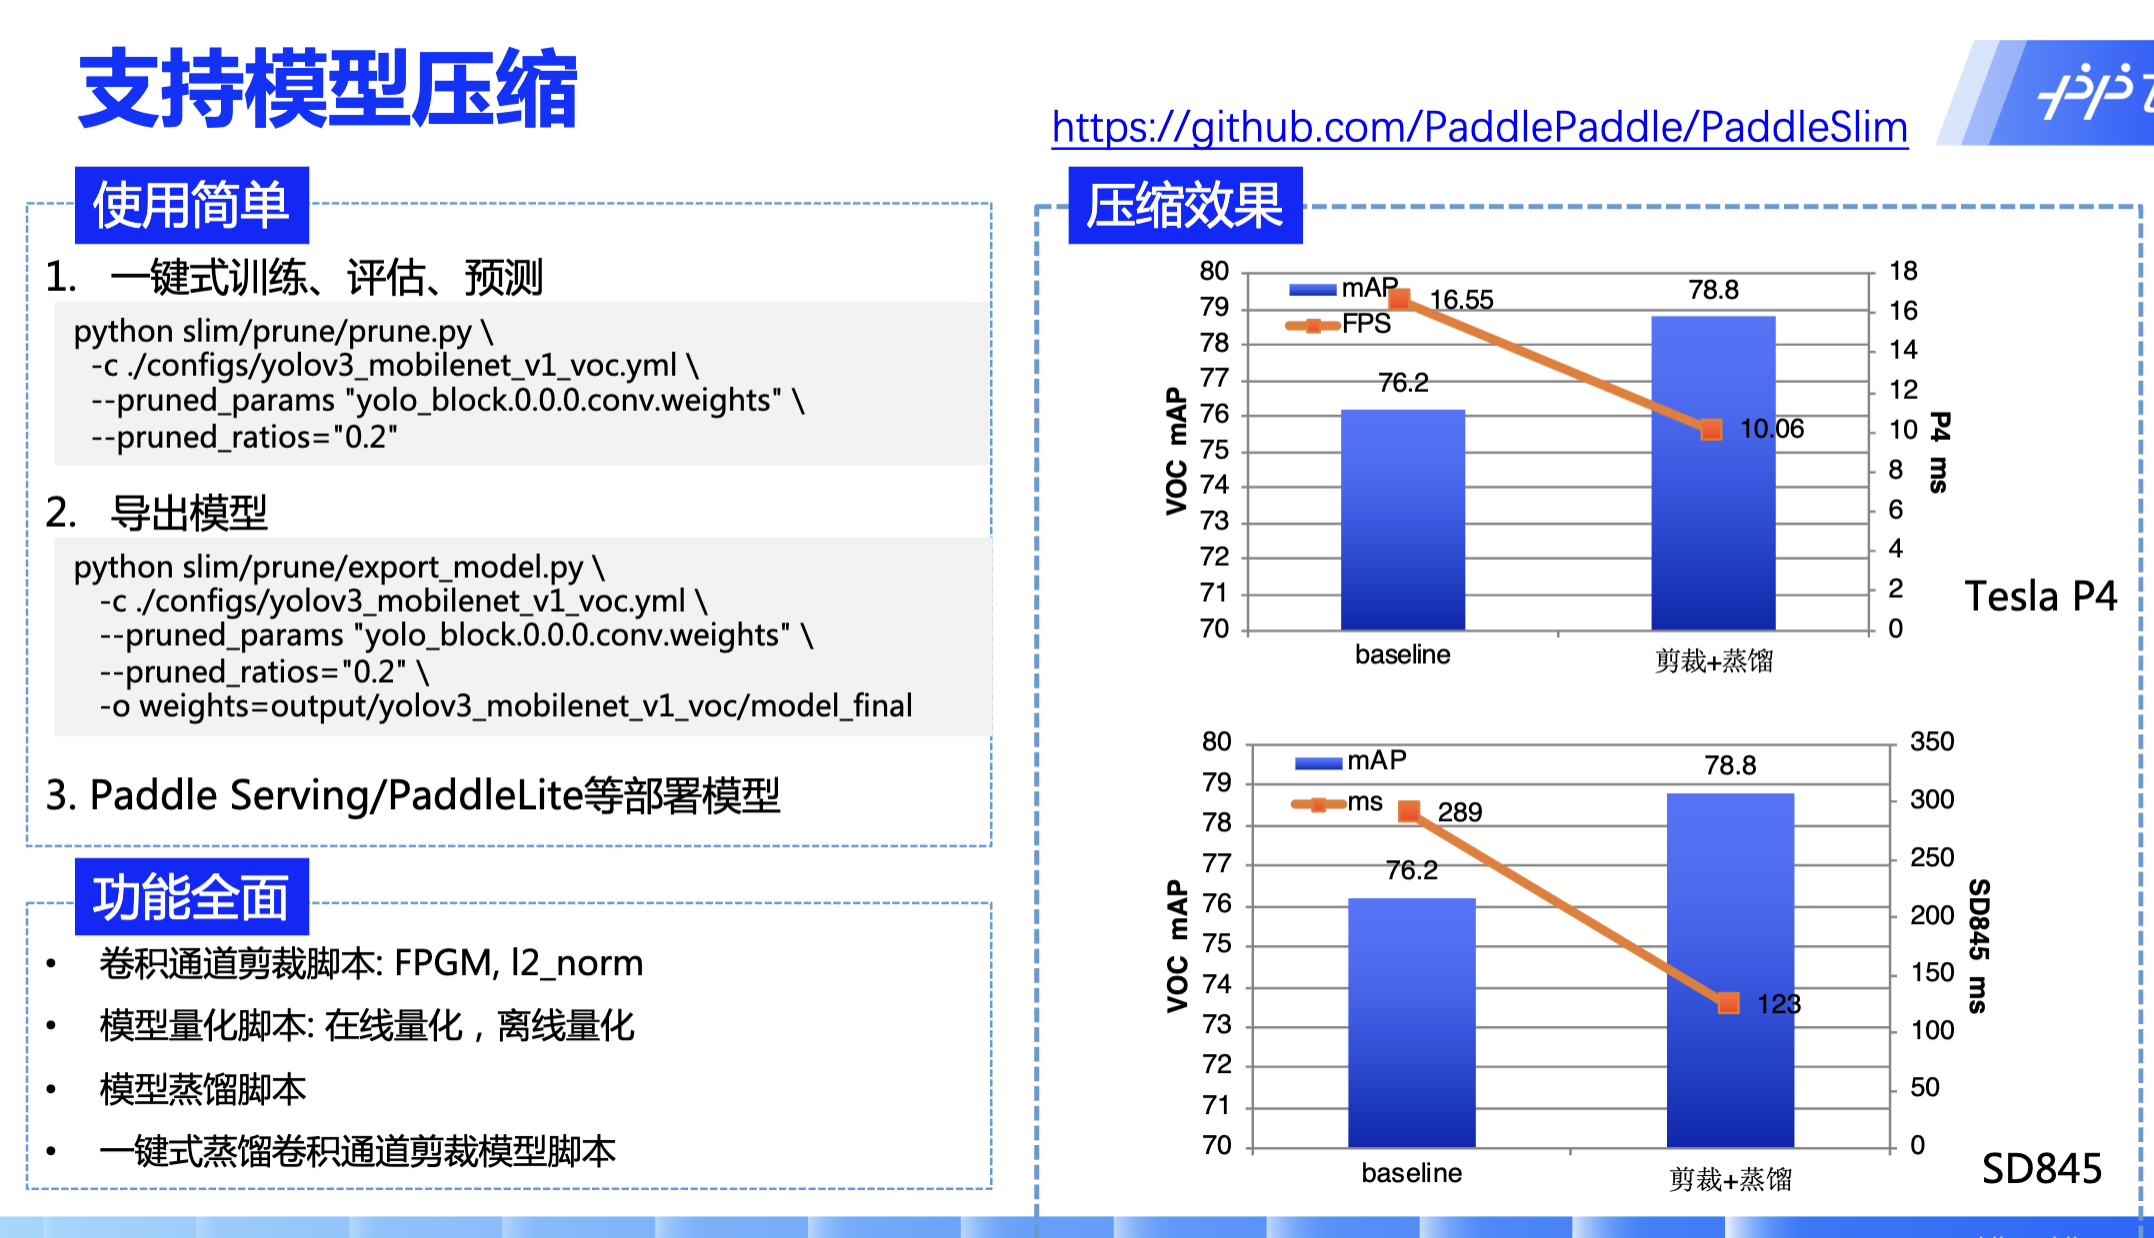 支持模型压缩
https://github.com/PaddlePaddle/PaddleSlim
使用简单
1. 一键式训练、评估、预测
python slim/prune/prune.py \
-c ./configs/yolov3_mobilenet_v1_voc.yml \
--pruned_params "yolo_block.0.0.0.conv.weights" \
--pruned_ratios="0.2"
2. 导出模型
python slim/prune/export_model.py \
-c ./configs/yolov3_mobilenet_v1_voc.yml \
--pruned_params "yolo_block.0.0.0.conv.weights" \
--pruned_ratios="0.2" \
-o weights=output/yolov3_mobilenet_v1_voc/model_final
3. Paddle Serving/PaddleLite等部署模型
功能全面
• 卷积通道剪裁脚本: FPGM, l2_norm
• 模型量化脚本: 在线量化，离线量化
• 模型蒸馏脚本
• 一键式蒸馏卷积通道剪裁模型脚本
压缩效果
VOC mAP
80
79
78
77
76
75
74
73
72
71
70
mAP
FPS
16.55
76.2
78.8
10.06
18
16
14
12
10
8
6
4
2
0
P4 ms
baseline
剪裁+蒸馏
Tesla P4
VOC mAP
80
79
78
77
76
75
74
73
72
71
70
mAP
ms
289
76.2
78.8
123
350
300
250
200
150
100
50
0
SD845 ms
baseline
剪裁+蒸馏
SD845